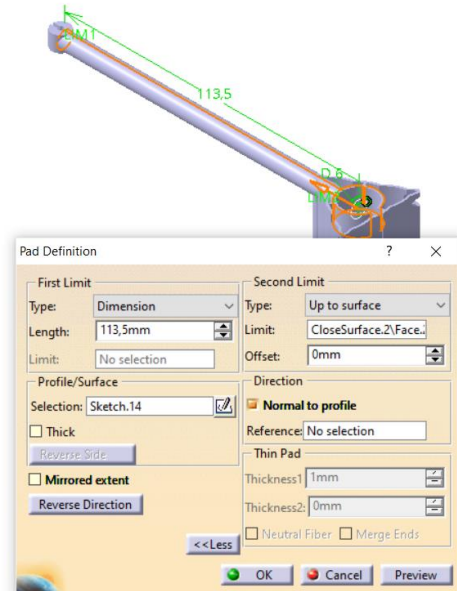 DIM1
113,5
D 6
Pad Definition ? ×
First Limit
Type: Dimension
Length: 113,5mm
Limit: No selection
Profile/Surface
Selection: Sketch.14
Thick
Reverse Side
Mirrored extent
Reverse Direction
<<Less
Second Limit
Type: Up to surface
Limit: CloseSurface.2\Face.
Offset: 0mm
Direction
Normal to profile
Reference: No selection
Thin Pad
Thickness1 1mm
Thickness2: 0mm
Neutral Fiber Merge Ends
OK Cancel Preview